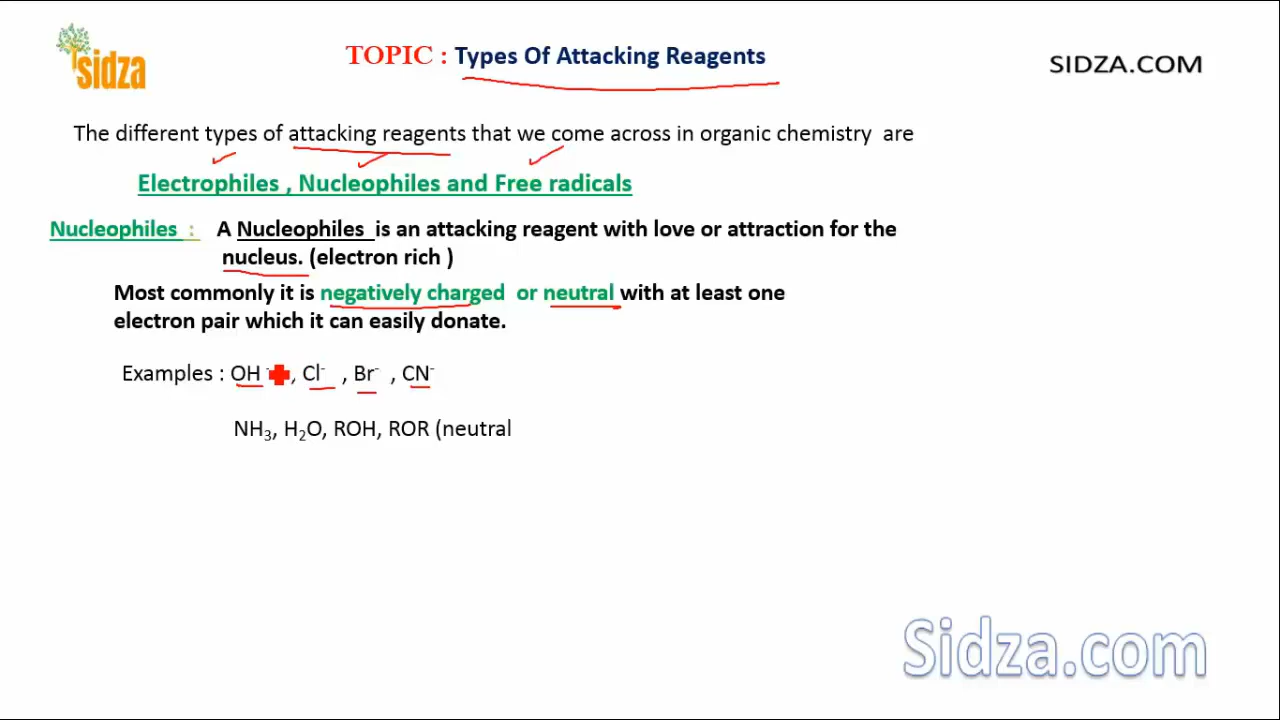 sidza
TOPIC : Types Of Attacking Reagents
SIDZA.COM
The different types of attacking reagents that we come across in organic chemistry are
Electrophiles , Nucleophiles and Free radicals
Nucleophiles : A Nucleophiles is an attacking reagent with love or attraction for the
nucleus. (electron rich )
Most commonly it is negatively charged or neutral with at least one
electron pair which it can easily donate.
Examples : OH⁻ , Cl⁻ , Br⁻ , CN⁻
NH₃, H₂O, ROH, ROR (neutral
Sidza.com